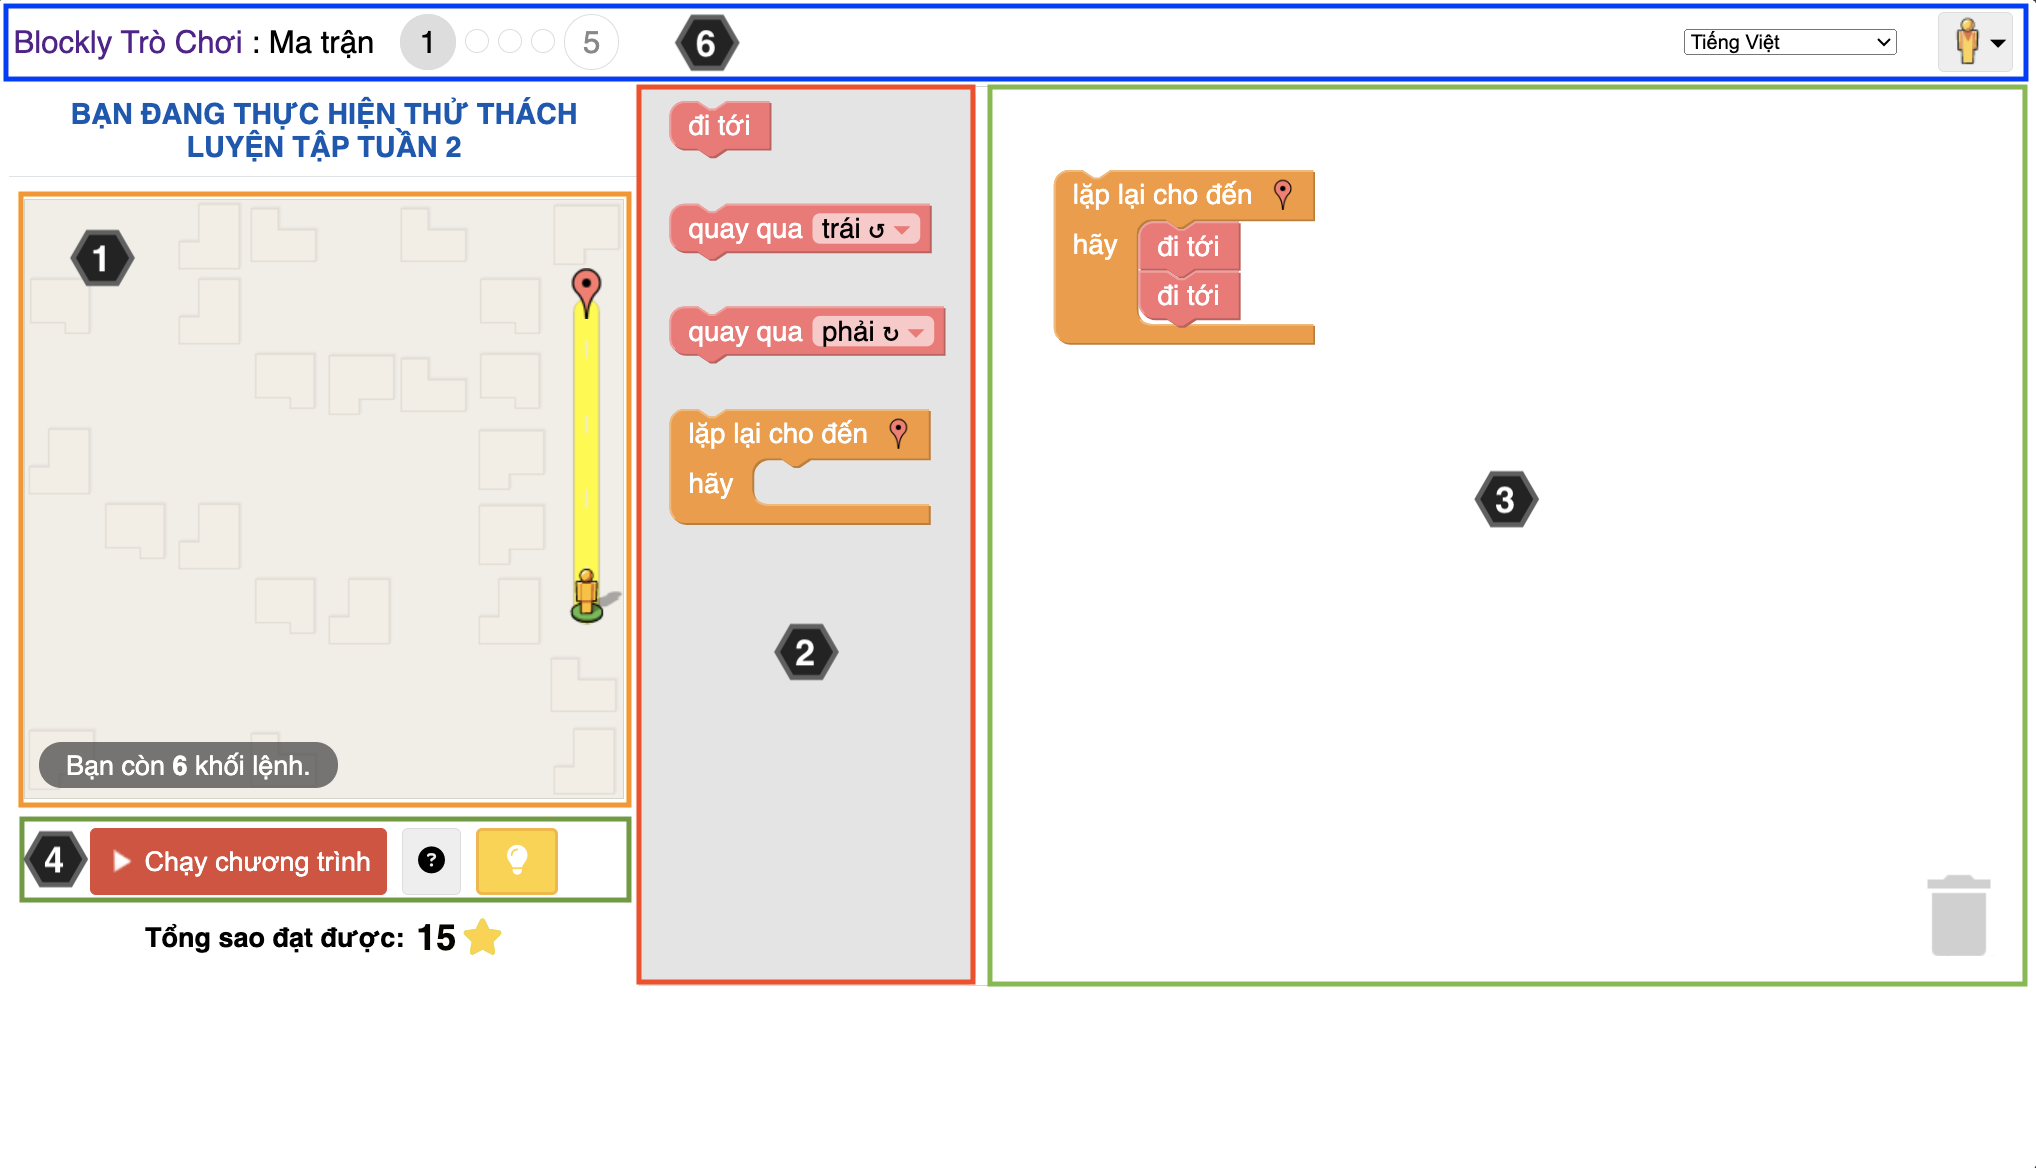 Blockly Trò Chơi : Ma trận 1 5 6 Tiếng Việt
BẠN ĐANG THỰC HIỆN THỬ THÁCH
LUYỆN TẬP TUẦN 2
1
Bạn còn 6 khối lệnh.
4 Chạy chương trình ?
Tổng sao đạt được: 15
đi tới
quay qua trái ↺
quay qua phải ↻
lặp lại cho đến
hãy
2
lặp lại cho đến
hãy đi tới
đi tới
3